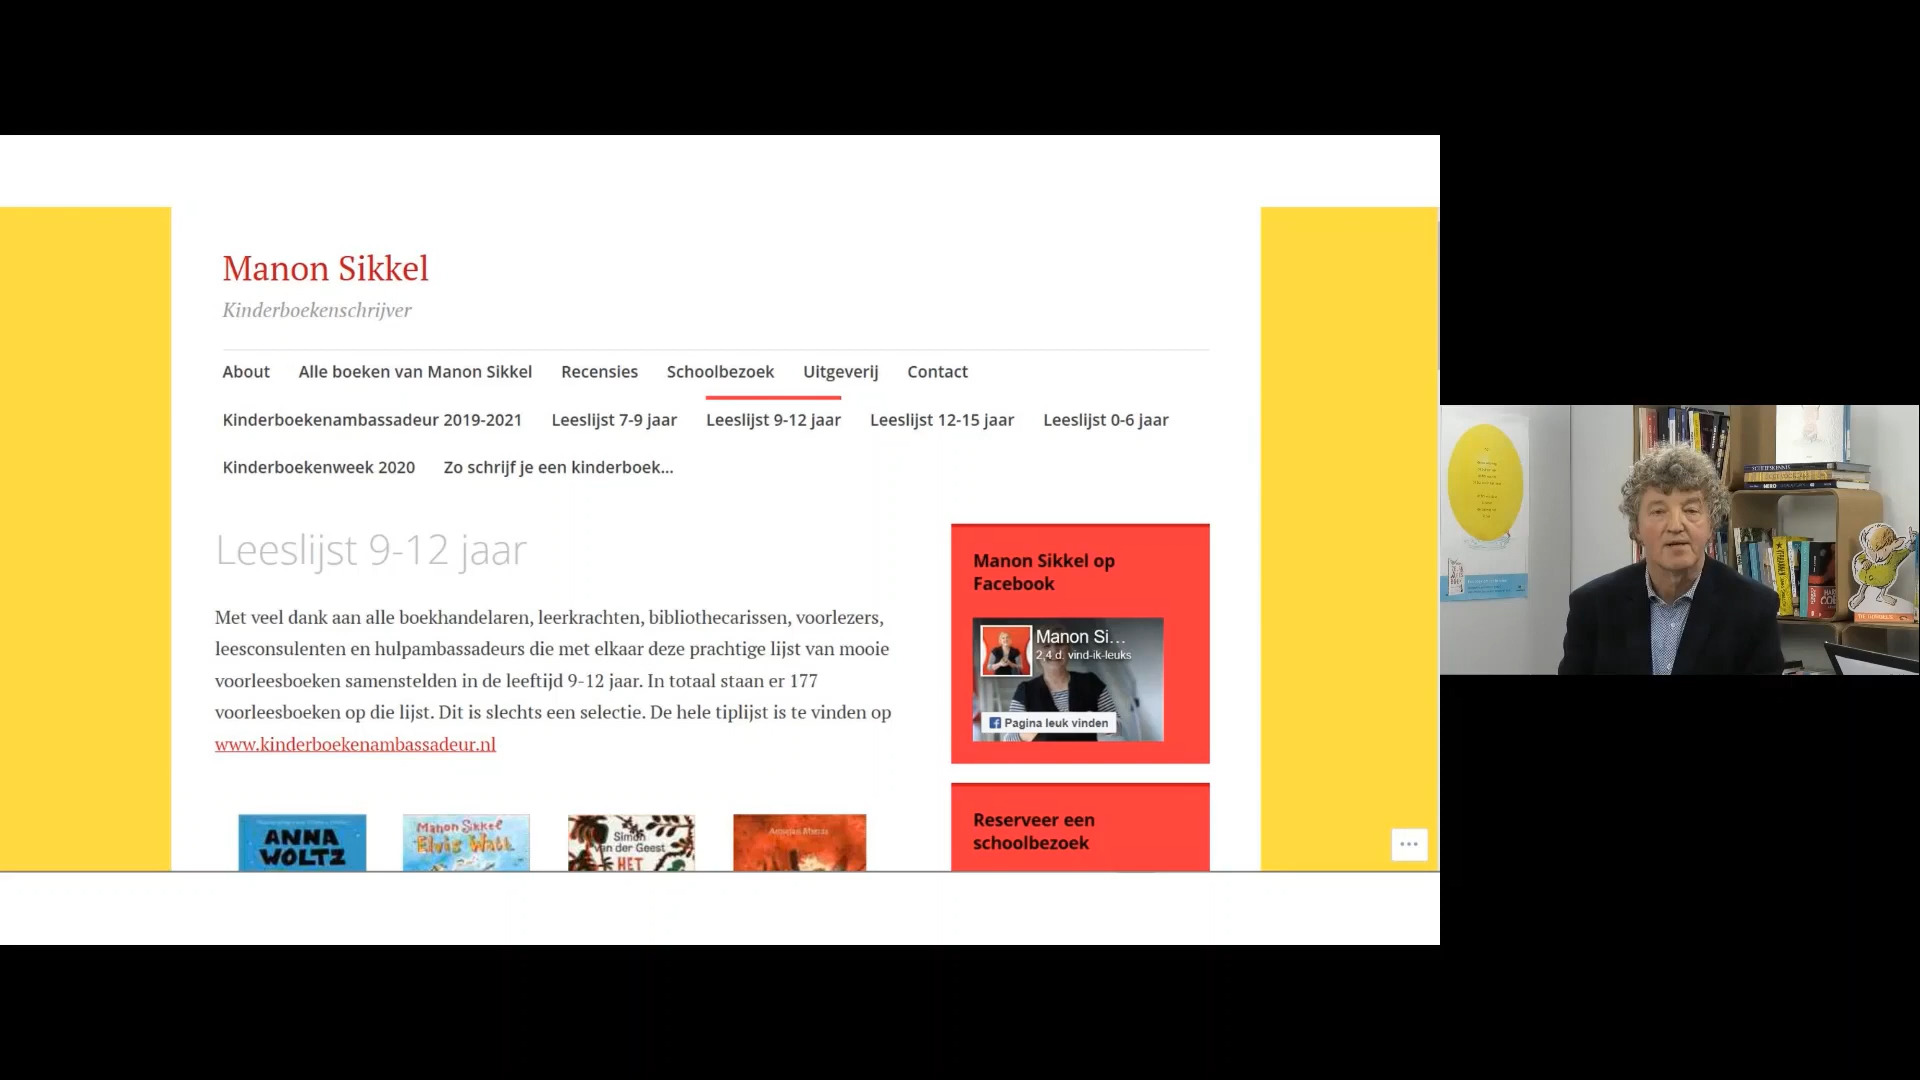 Manon Sikkel
Kinderboekenschrijver
About Alle boeken van Manon Sikkel Recensies Schoolbezoek Uitgeverij Contact
Kinderboekenambassadeur 2019-2021 Leeslijst 7-9 jaar Leeslijst 9-12 jaar Leeslijst 12-15 jaar Leeslijst 0-6 jaar
Kinderboekenweek 2020 Zo schrijf je een kinderboek...
Leeslijst 9-12 jaar
Met veel dank aan alle boekhandelaren, leerkrachten, bibliothecarissen, voorlezers,
leesconsulenten en hulpambassadeurs die met elkaar deze prachtige lijst van mooie
voorleesboeken samenstelden in de leeftijd 9-12 jaar. In totaal staan er 177
voorleesboeken op die lijst. Dit is slechts een selectie. De hele tiplijst is te vinden op
www.kinderboekenambassadeur.nl
ANNA
WOLTZ
Manon Sikkel
Elvis Watt
Simon
van der Geest
HET
Manon Sikkel op
Facebook
Manon Si...
2,4 d. vind-ik-leuks
Pagina leuk vinden
Reserveer een
schoolbezoek